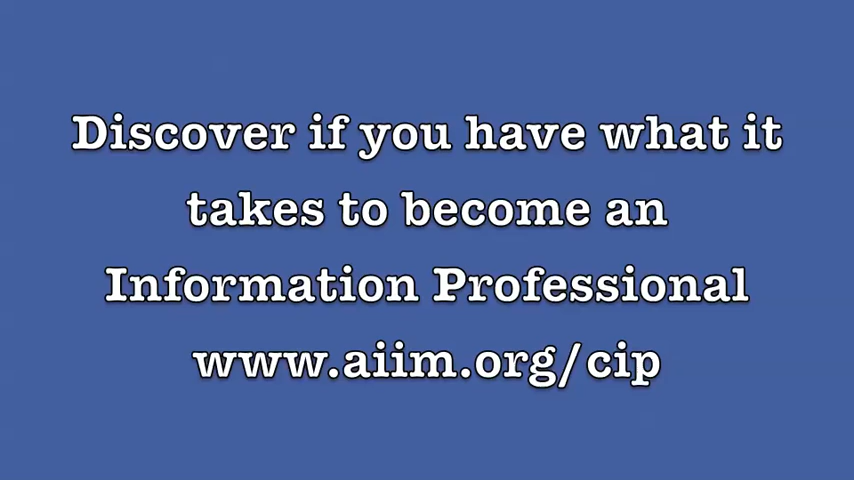 Discover if you have what it
takes to become an
Information Professional
www.aiim.org/cip